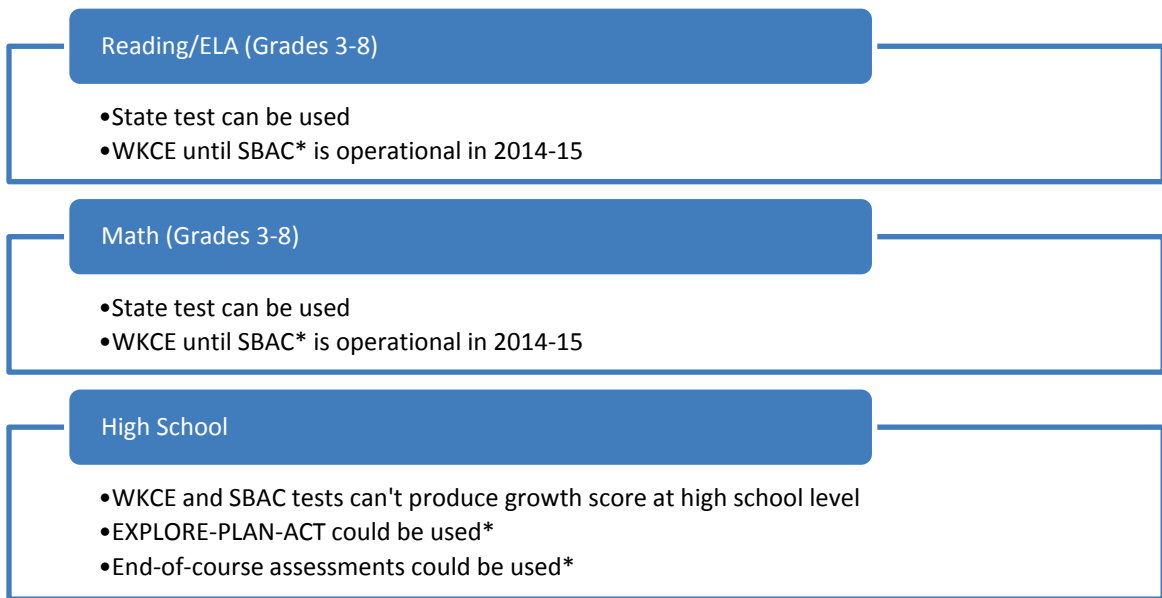 Reading/ELA (Grades 3-8)
•State test can be used
•WKCE until SBAC* is operational in 2014-15
Math (Grades 3-8)
•State test can be used
•WKCE until SBAC* is operational in 2014-15
High School
•WKCE and SBAC tests can't produce growth score at high school level
•EXPLORE-PLAN-ACT could be used*
•End-of-course assessments could be used*